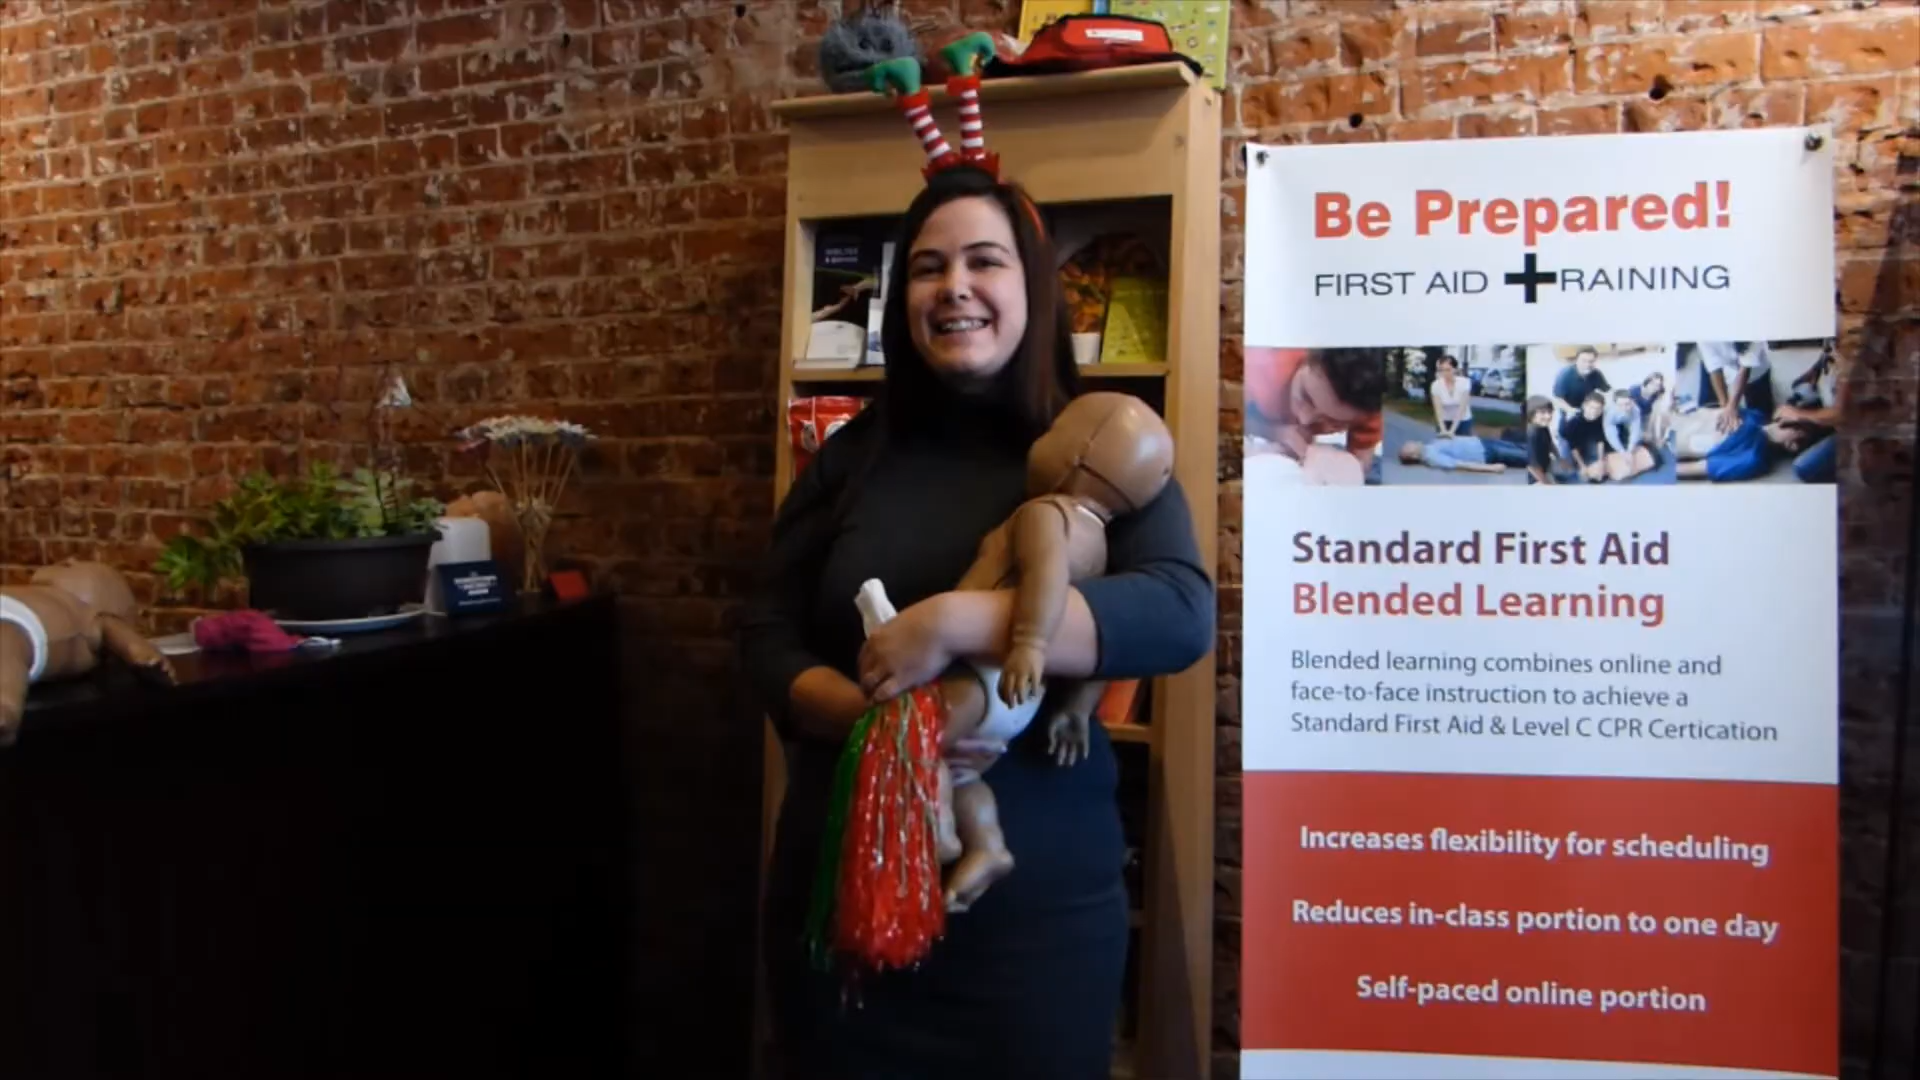 Be Prepared!
FIRST AID TRAINING
Standard First Aid
Blended Learning
Blended learning combines online and
face-to-face instruction to achieve a
Standard First Aid & Level C CPR Certication
Increases flexibility for scheduling
Reduces in-class portion to one day
Self-paced online portion